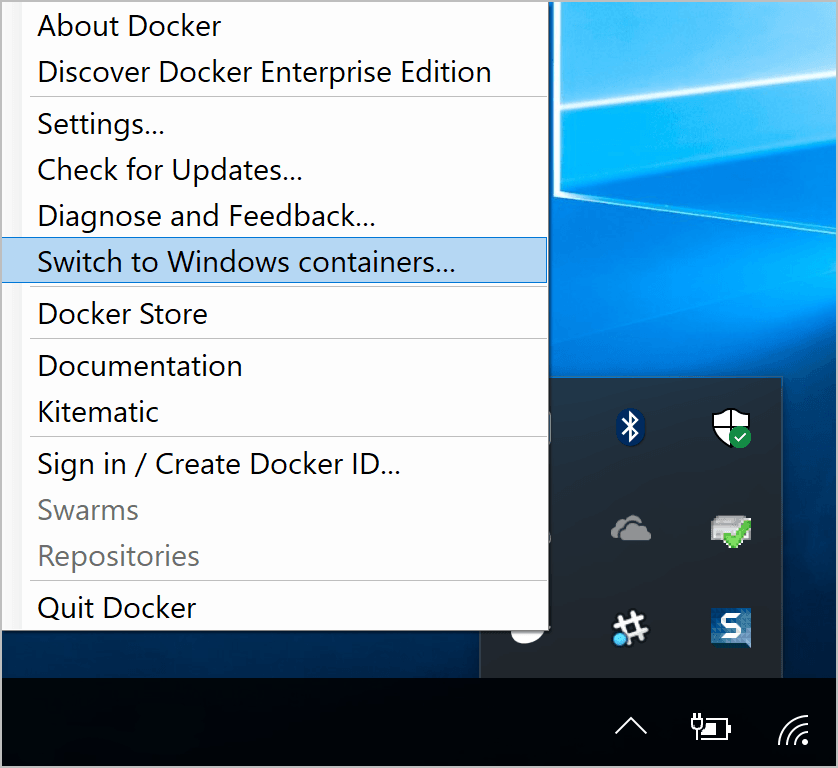 About Docker
Discover Docker Enterprise Edition
Settings...
Check for Updates...
Diagnose and Feedback...
Switch to Windows containers...
Docker Store
Documentation
Kitematic
Sign in / Create Docker ID...
Swarms
Repositories
Quit Docker
S